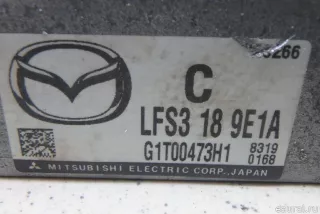 C
LFS3 18 9E1A
G1T00473H1 8319
0168
MITSUBISHI ELECTRIC CORP. JAPAN